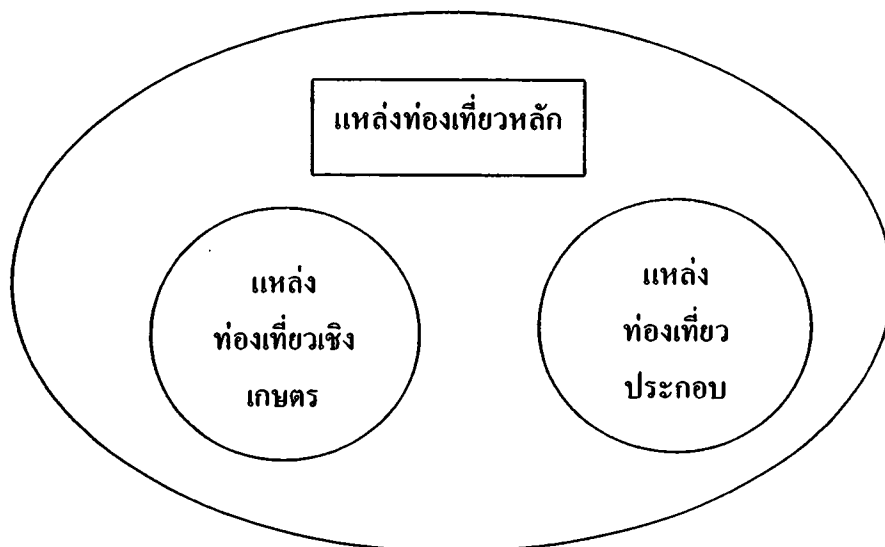 แหล่งท่องเที่ยวหลัก
แหล่ง
ท่องเที่ยวเชิง
เกษตร
แหล่ง
ท่องเที่ยว
ประกอบ